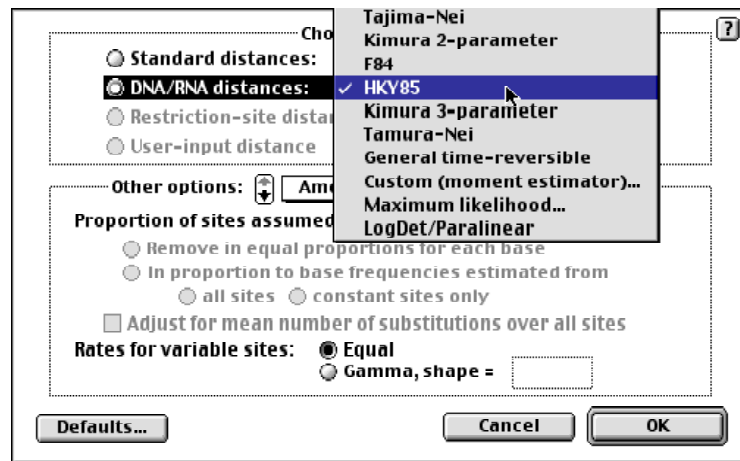 Tajima-Nei
Cho
?
Kimura 2-parameter
Standard distances:
F84
DNA/RNA distances:
✓ HKY85
Restriction-site distan
Kimura 3-parameter
Tamura-Nei
User-input distance
General time-reversible
Other options:
Ame
Custom (moment estimator)...
Maximum likelihood...
Proportion of sites assumed
LogDet/Paralinear
Remove in equal proportions for each base
In proportion to base frequencies estimated from
all sites constant sites only
Adjust for mean number of substitutions over all sites
Rates for variable sites: Equal
Gamma, shape =
Defaults... Cancel OK